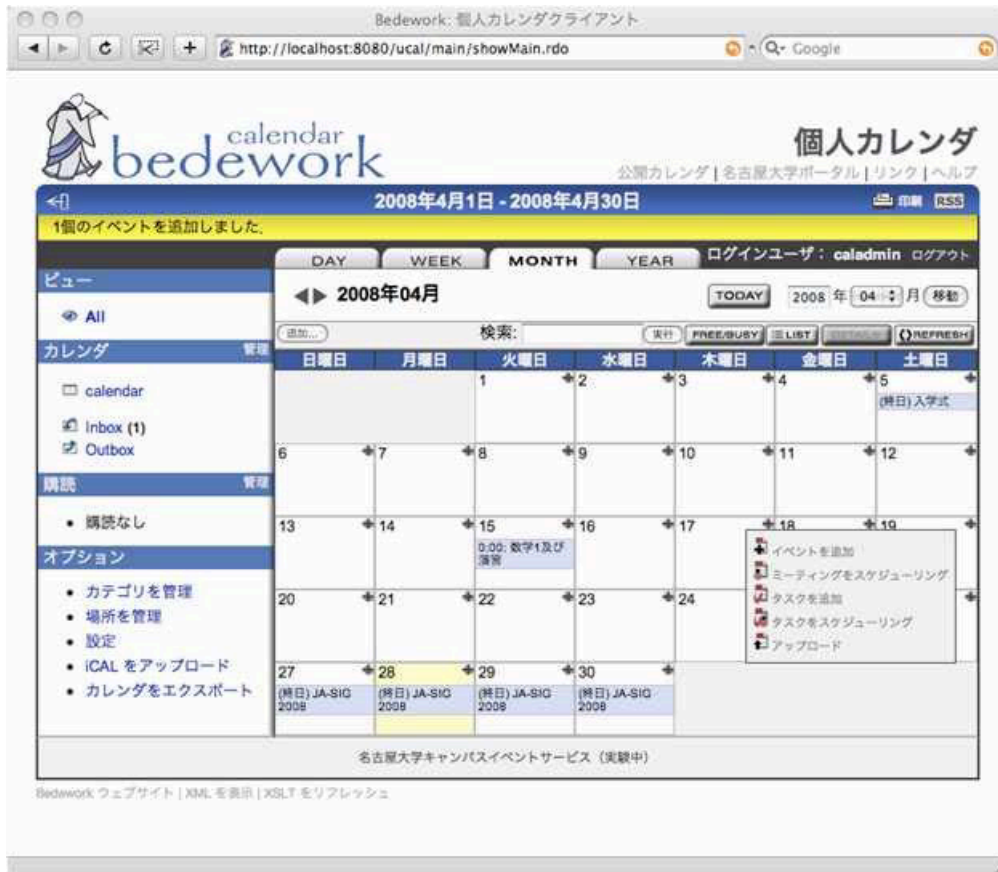 Bedework: 個人カレンダクライアント
http://localhost:8080/ucal/main/showMain.rdo
Google
bedework calendar
個人カレンダ
公開カレンダ | 名古屋大学ポータル | リンク | ヘルプ
2008年4月1日 - 2008年4月30日
印刷 RSS
1個のイベントを追加しました.
DAY WEEK MONTH YEAR
ログインユーザ： caladmin ログアウト
ビュー
All
カレンダ 管理
calendar
Inbox (1)
Outbox
購読 管理
購読なし
オプション
カテゴリを管理
場所を管理
設定
iCAL をアップロード
カレンダをエクスポート
2008年04月
TODAY 2008 年 04 月 移動
追加... 検索: 実行 FREE/BUSY LIST DETAILS REFRESH
日曜日 月曜日 火曜日 水曜日 木曜日 金曜日 土曜日
1 2 3 4 5
(終日) 入学式
6 7 8 9 10 11 12
13 14 15 16 17 18 19
0:00: 数学1及び
演習
イベントを追加
ミーティングをスケジューリング
タスクを追加
タスクをスケジューリング
アップロード
20 21 22 23 24
27 28 29 30
(終日) JA-SIG (終日) JA-SIG (終日) JA-SIG (終日) JA-SIG
2008 2008 2008 2008
名古屋大学キャンパスイベントサービス（実験中）
Bedework ウェブサイト | XML を表示 | XSLT をリフレッシュ